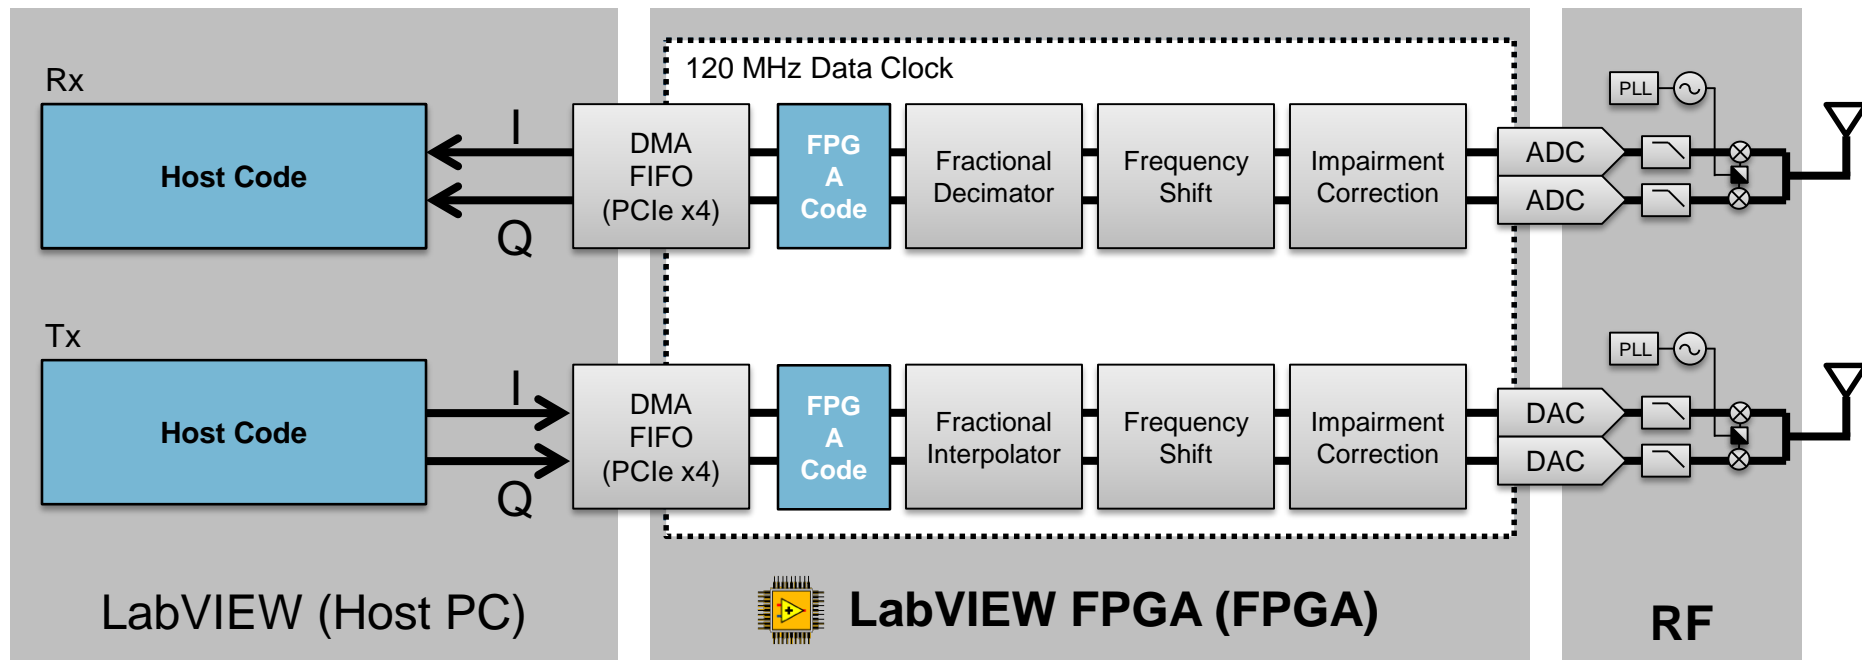 120 MHz Data Clock
Rx
Host Code
I
Q
DMA
FIFO
(PCIe x4)
FPG
A
Code
Fractional
Decimator
Frequency
Shift
Impairment
Correction
ADC
ADC
PLL
Tx
Host Code
I
Q
DMA
FIFO
(PCIe x4)
FPG
A
Code
Fractional
Interpolator
Frequency
Shift
Impairment
Correction
DAC
DAC
PLL
LabVIEW (Host PC)
LabVIEW FPGA (FPGA)
RF